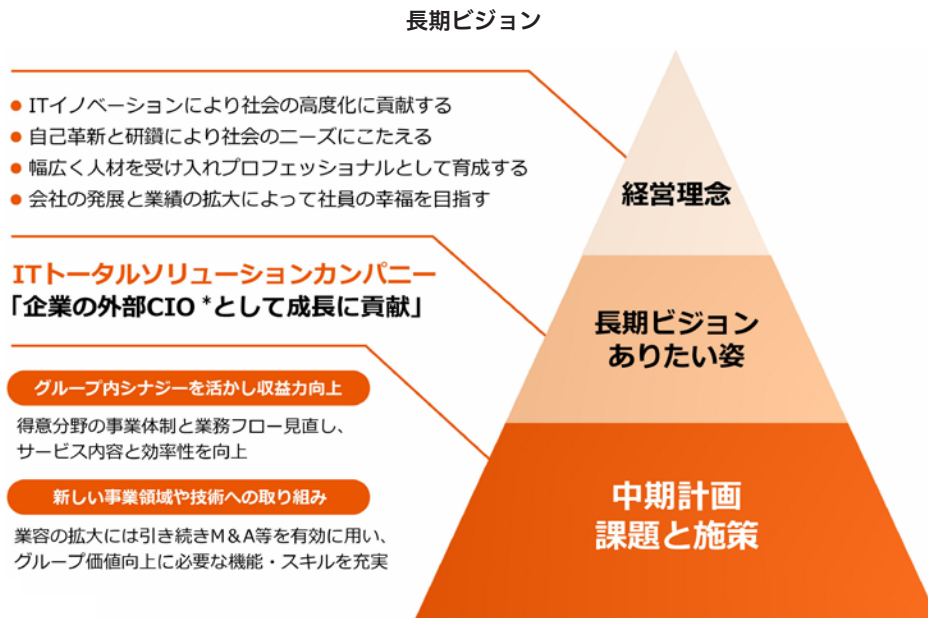 長期ビジョン
● ITイノベーションにより社会の高度化に貢献する
● 自己革新と研鑽により社会のニーズにこたえる
● 幅広く人材を受け入れプロフェッショナルとして育成する
● 会社の発展と業績の拡大によって社員の幸福を目指す
経営理念
ITトータルソリューションカンパニー
「企業の外部CIO *として成長に貢献」
長期ビジョン
ありたい姿
グループ内シナジーを活かし収益力向上
得意分野の事業体制と業務フロー見直し、
サービス内容と効率性を向上
新しい事業領域や技術への取り組み
業容の拡大には引き続きM&A等を有効に用い、
グループ価値向上に必要な機能・スキルを充実
中期計画
課題と施策